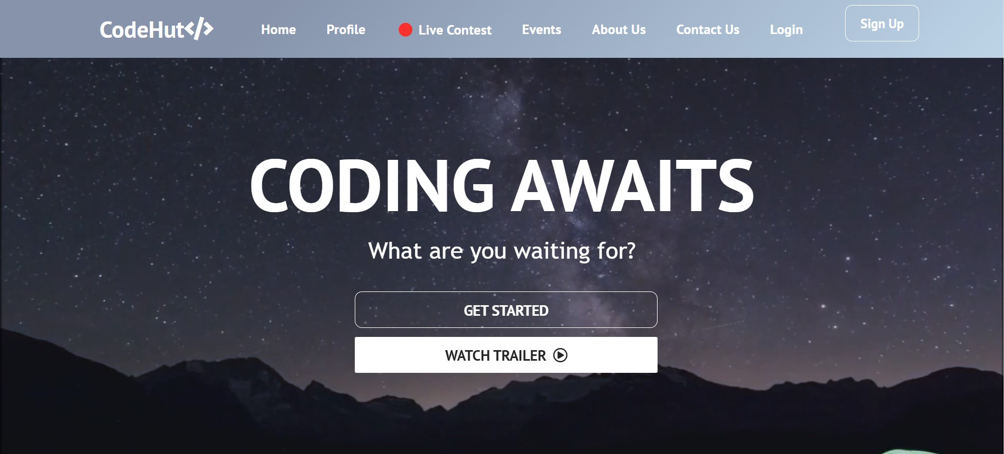 CodeHut</> Home Profile Live Contest Events About Us Contact Us Login Sign Up
CODING AWAITS
What are you waiting for?
GET STARTED
WATCH TRAILER